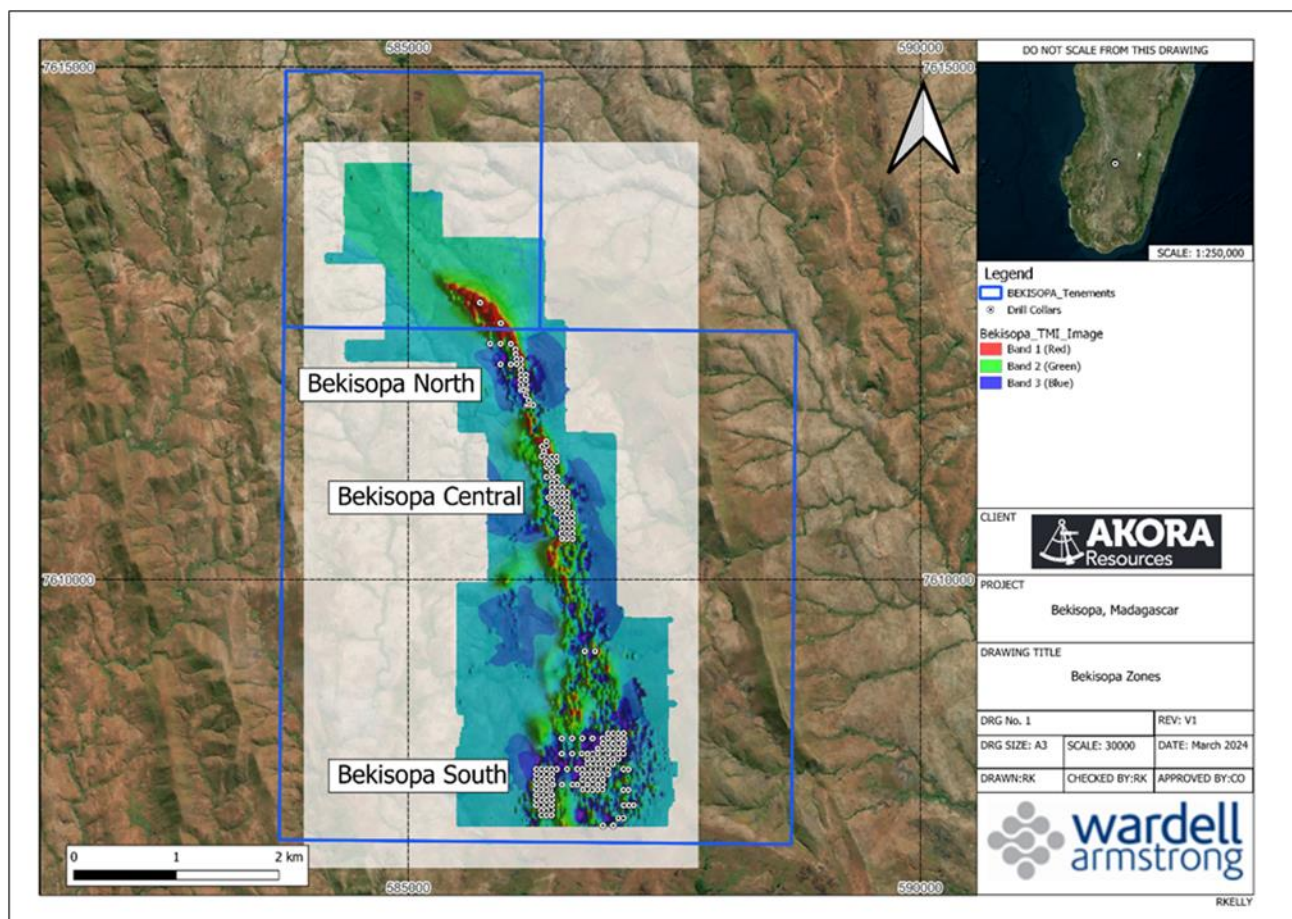 585000
590000
7615000
7615000
Bekisopa North
Bekisopa Central
7610000
7610000
Bekisopa South
0 1 2 km
585000
590000
DO NOT SCALE FROM THIS DRAWING
SCALE: 1:250,000
Legend
BEKISOPA_Tenements
Drill Collars
Bekisopa_TMI_Image
Band 1 (Red)
Band 2 (Green)
Band 3 (Blue)
CLIENT
AKORA
Resources
PROJECT
Bekisopa, Madagascar
DRAWING TITLE
Bekisopa Zones
DRG No. 1
REV: V1
DRG SIZE: A3
SCALE: 30000
DATE: March 2024
DRAWN:RK
CHECKED BY:RK
APPROVED BY:CO
wardell
armstrong
RKELLY